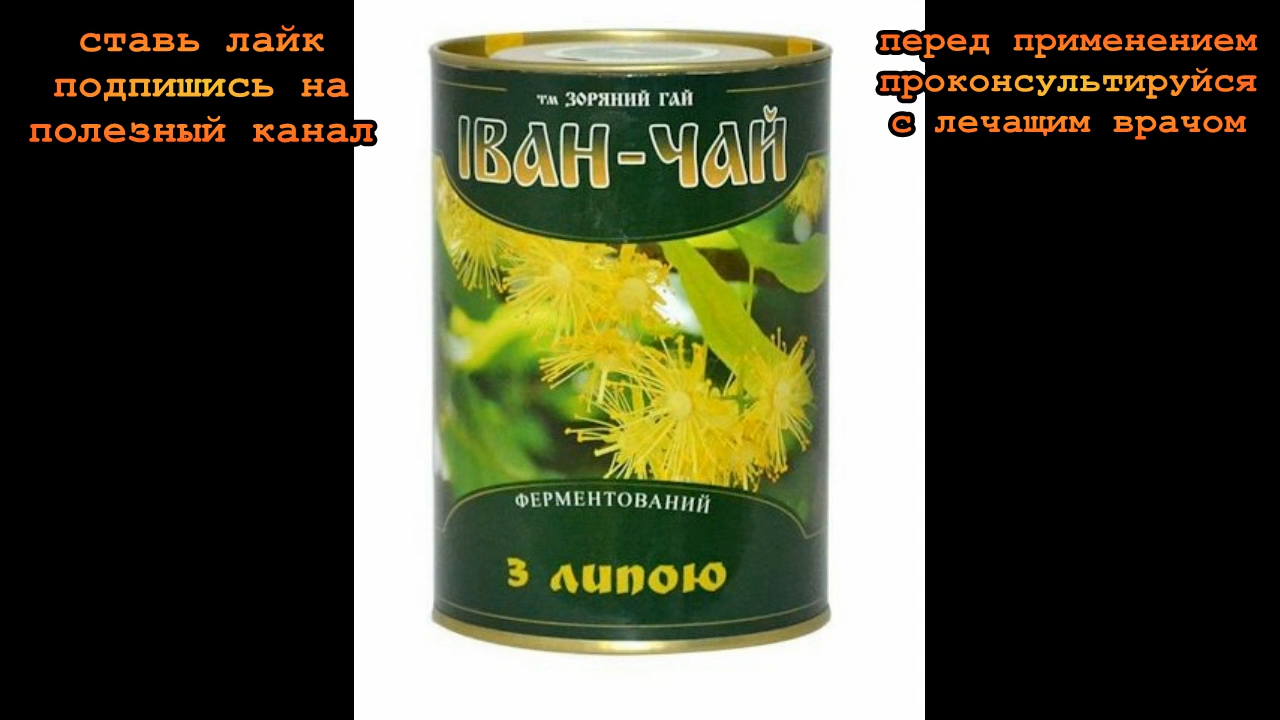 ставь лайк
подпишись на
полезный канал
перед применением
проконсультируйся
с лечащим врачом
тм ЗОРЯНИЙ ГАЙ
ІВАН-ЧАЙ
ФЕРМЕНТОВАНИЙ
З липою